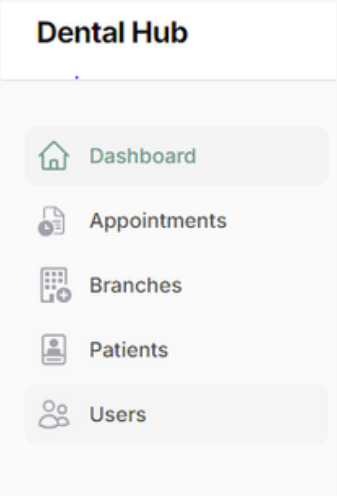 Dental Hub
Dashboard
Appointments
Branches
Patients
Users